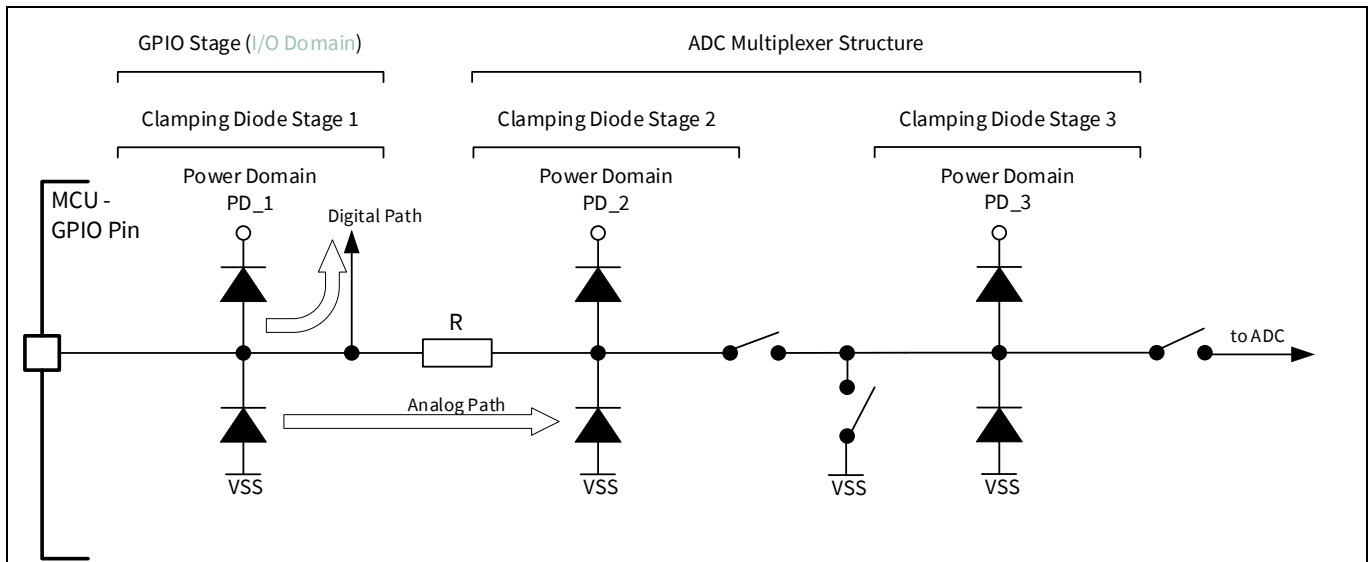 GPIO Stage (I/O Domain)
ADC Multiplexer Structure
Clamping Diode Stage 1
Clamping Diode Stage 2
Clamping Diode Stage 3
MCU -
GPIO Pin
Power Domain
PD_1
Digital Path
Power Domain
PD_2
Power Domain
PD_3
R
to ADC
Analog Path
VSS
VSS
VSS
VSS